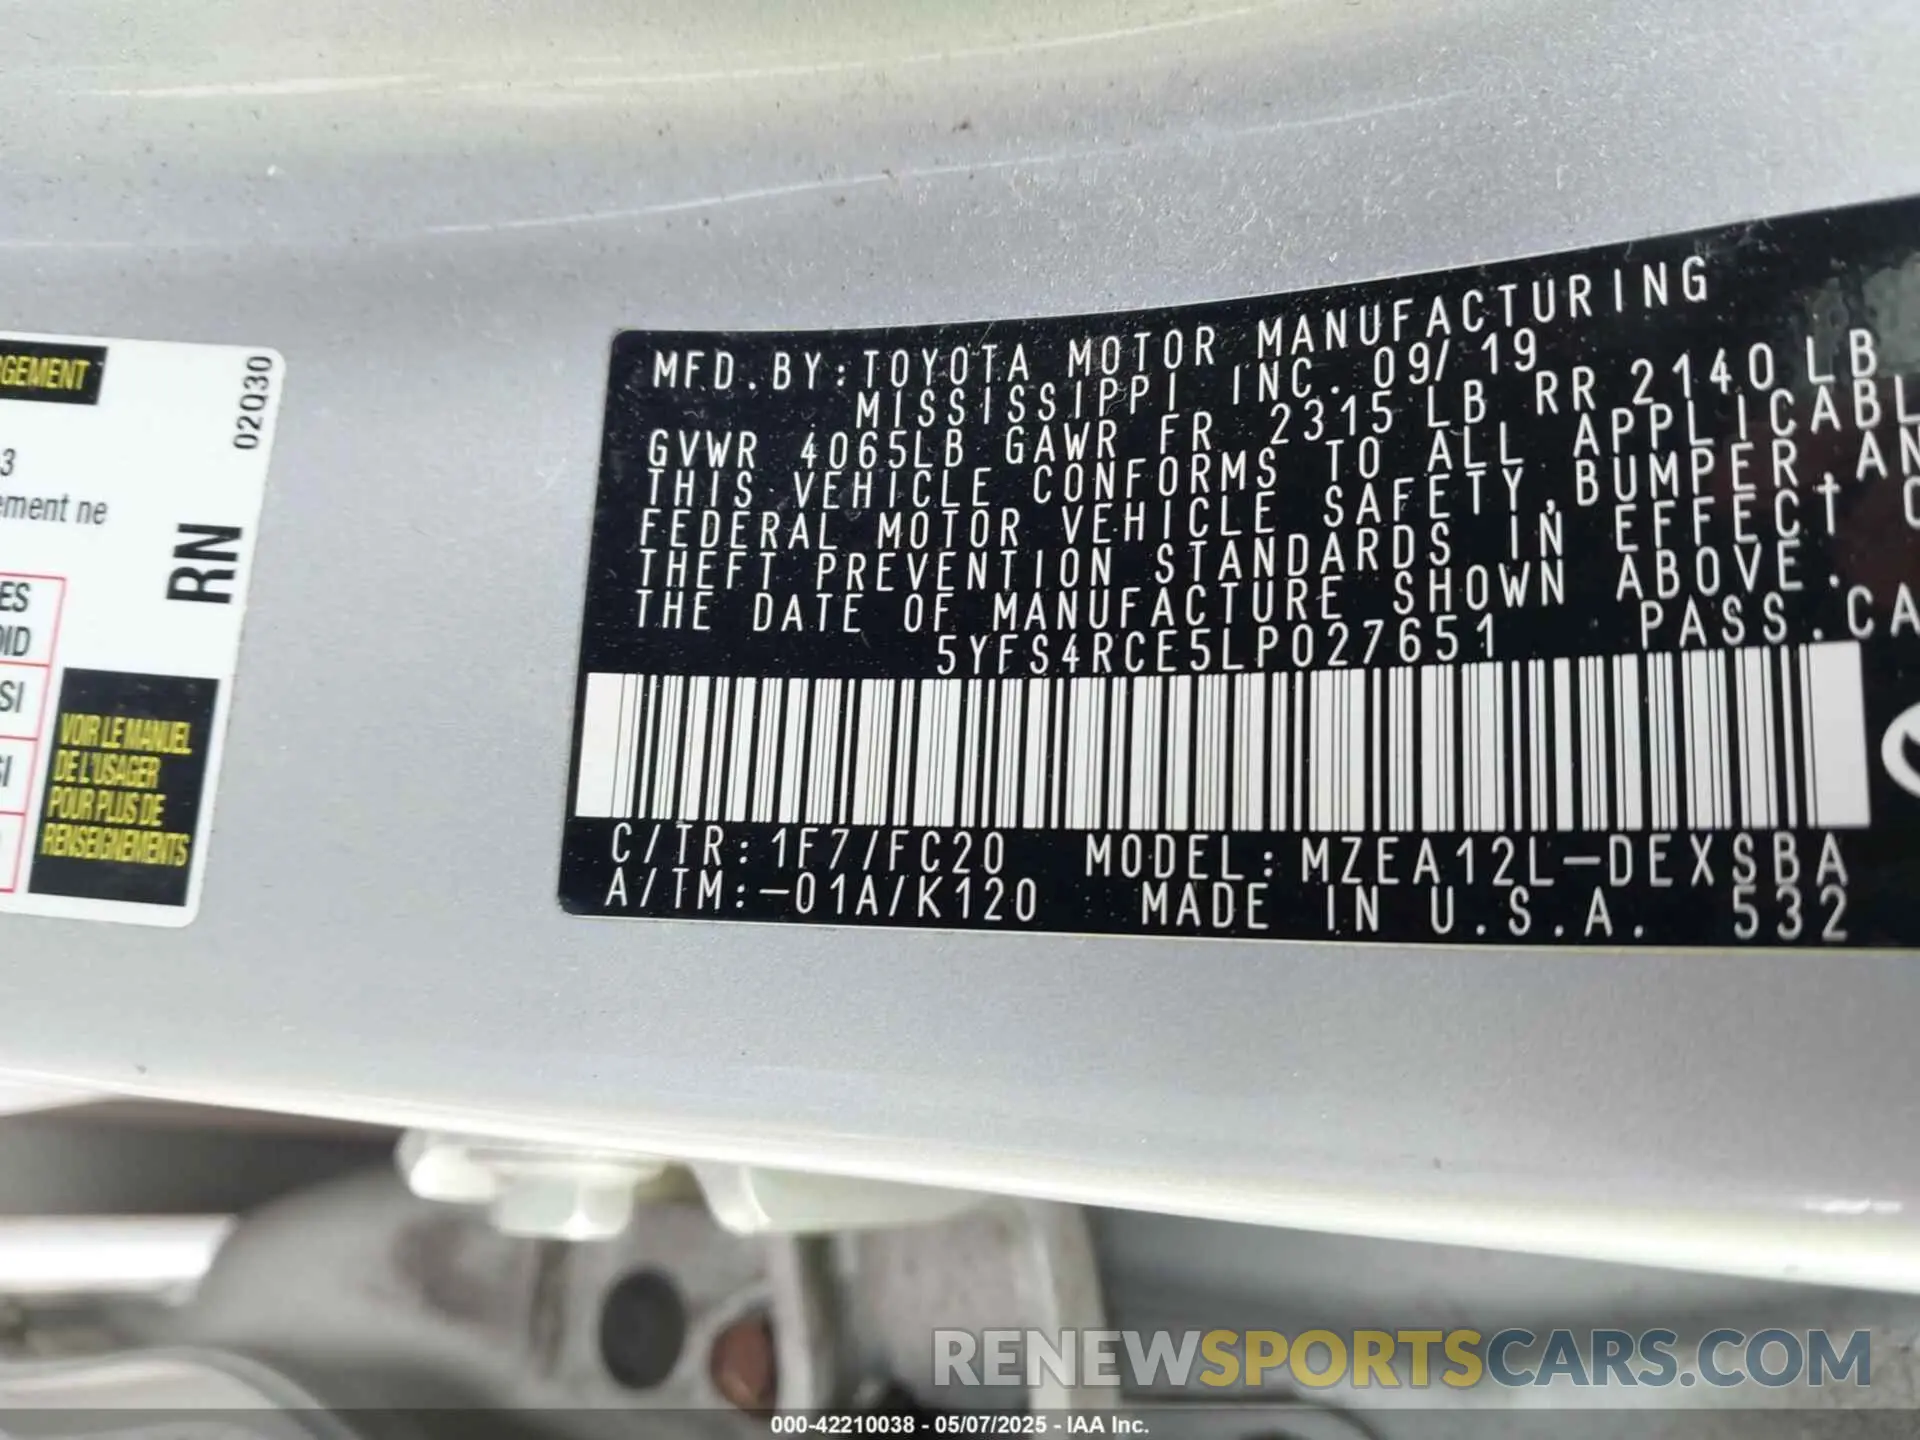 GEMENT
02Q30
3
ement ne
RN
ES
OID
SI
VOIR LE MANUEL
DE L'USAGER
POUR PLUS DE
RENSEIGNEMENTS
MFD.BY:TOYOTA MOTOR MANUFACTURING
MISSISSIPPI INC. 09/19
GVWR 4065LB GAWR FR 2315 LB RR 2140 LB
THIS VEHICLE CONFORMS TO ALL APPLICABL
FEDERAL MOTOR VEHICLE SAFETY,BUMPER,AN
THEFT PREVENTION STANDARDS IN EFFECT O
THE DATE OF MANUFACTURE SHOWN ABOVE.
5YFS4RCE5LP027651 PASS.CA
C/TR:1F7/FC20 MODEL:MZEA12L-DEXSBA
A/TM:-01A/K120 MADE IN U.S.A. 532
RENEWSPORTSCARS.COM
000-42210038 - 05/07/2025 - IAA Inc.